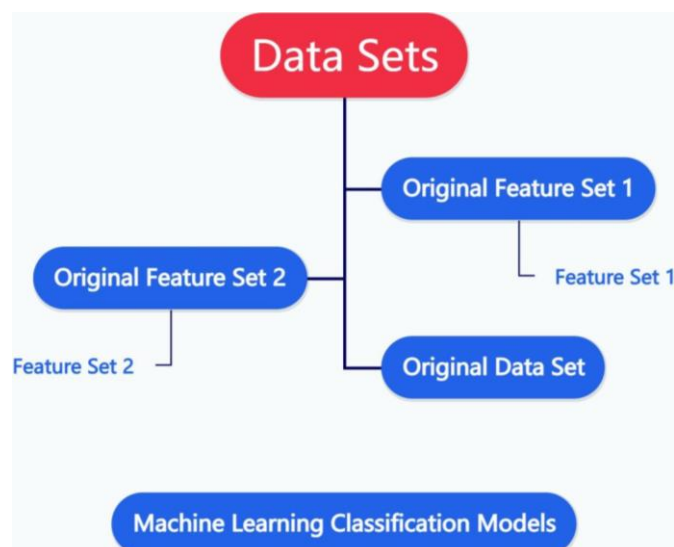 Data Sets
Original Feature Set 1
Original Feature Set 2
Feature Set 1
Feature Set 2
Original Data Set
Machine Learning Classification Models